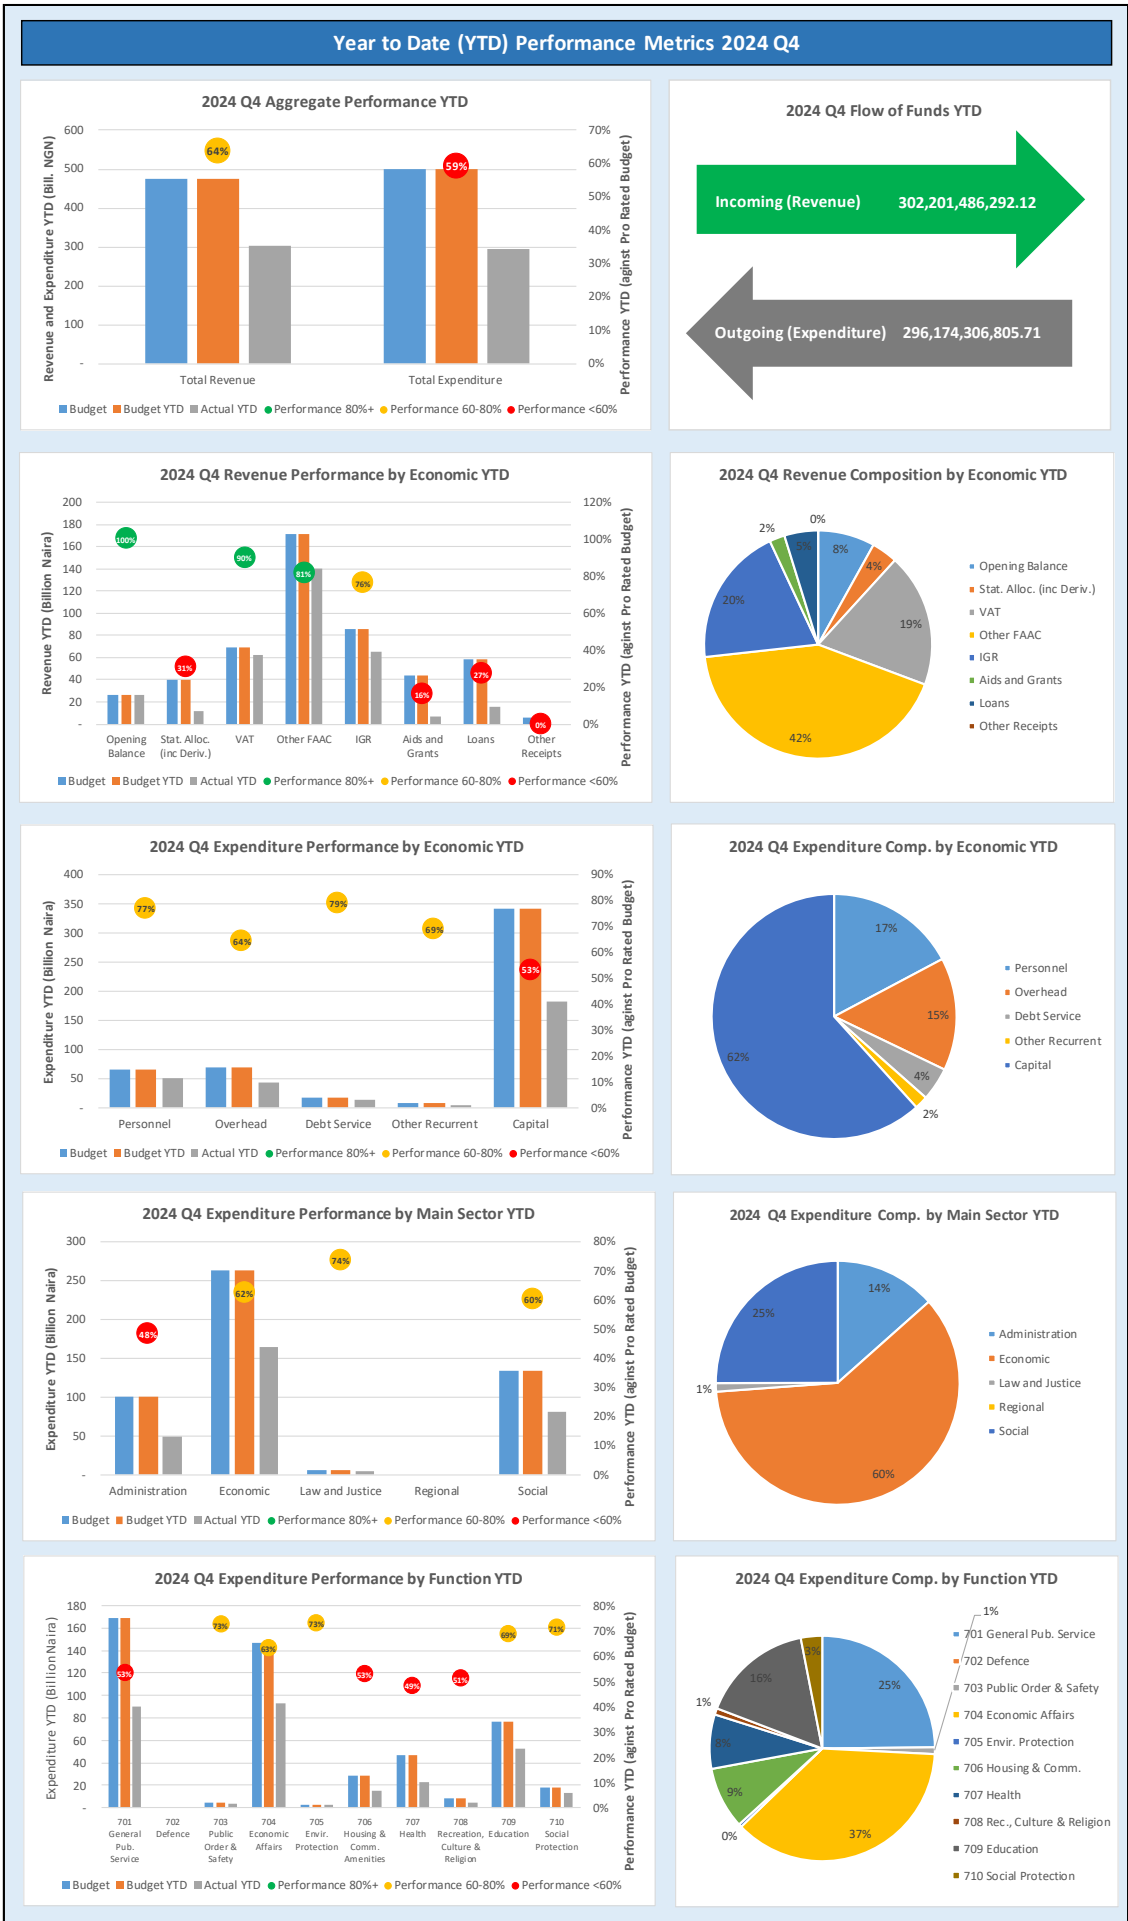 Year to Date (YTD) Performance Metrics 2024 Q4
2024 Q4 Aggregate Performance YTD
Revenue and Expenditure YTD (Bill. NGN)
600
500
400
300
200
100
-
70%
60%
50%
40%
30%
20%
10%
0%
Performance YTD (aginst Pro Rated Budget)
64%
59%
Total Revenue
Total Expenditure
Budget
Budget YTD
Actual YTD
Performance 80%+
Performance 60-80%
Performance <60%
2024 Q4 Flow of Funds YTD
Incoming (Revenue) 302,201,486,292.12
Outgoing (Expenditure) 296,174,306,805.71
2024 Q4 Revenue Performance by Economic YTD
Revenue YTD (Billion Naira)
200
180
160
140
120
100
80
60
40
20
-
120%
100%
80%
60%
40%
20%
0%
Performance YTD (aginst Pro Rated Budget)
100%
31%
90%
81%
76%
16%
27%
0%
Opening
Balance
Stat. Alloc.
(inc Deriv.)
VAT
Other FAAC
IGR
Aids and
Grants
Loans
Other
Receipts
Budget
Budget YTD
Actual YTD
Performance 80%+
Performance 60-80%
Performance <60%
2024 Q4 Revenue Composition by Economic YTD
0%
8%
4%
19%
42%
20%
2%
5%
Opening Balance
Stat. Alloc. (inc Deriv.)
VAT
Other FAAC
IGR
Aids and Grants
Loans
Other Receipts
2024 Q4 Expenditure Performance by Economic YTD
Expenditure YTD (Billion Naira)
400
350
300
250
200
150
100
50
-
90%
80%
70%
60%
50%
40%
30%
20%
10%
0%
Performance YTD (aginst Pro Rated Budget)
77%
64%
79%
69%
53%
Personnel
Overhead
Debt Service
Other Recurrent
Capital
Budget
Budget YTD
Actual YTD
Performance 80%+
Performance 60-80%
Performance <60%
2024 Q4 Expenditure Comp. by Economic YTD
17%
15%
4%
2%
62%
Personnel
Overhead
Debt Service
Other Recurrent
Capital
2024 Q4 Expenditure Performance by Main Sector YTD
Expenditure YTD (Billion Naira)
300
250
200
150
100
50
-
80%
70%
60%
50%
40%
30%
20%
10%
0%
Performance YTD (aginst Pro Rated Budget)
48%
62%
74%
60%
Administration
Economic
Law and Justice
Regional
Social
Budget
Budget YTD
Actual YTD
Performance 80%+
Performance 60-80%
Performance <60%
2024 Q4 Expenditure Comp. by Main Sector YTD
14%
60%
1%
25%
Administration
Economic
Law and Justice
Regional
Social
2024 Q4 Expenditure Performance by Function YTD
Expenditure YTD (Billion Naira)
180
160
140
120
100
80
60
40
20
-
80%
70%
60%
50%
40%
30%
20%
10%
0%
Performance YTD (aginst Pro Rated Budget)
53%
73%
63%
73%
53%
49%
51%
69%
71%
701
General
Pub.
Service
702
Defence
703
Public
Order &
Safety
704
Economic
Affairs
705
Envir.
Protection
706
Housing &
Comm.
Amenities
707
Health
708
Recreation,
Culture &
Religion
709
Education
710
Social
Protection
Budget
Budget YTD
Actual YTD
Performance 80%+
Performance 60-80%
Performance <60%
2024 Q4 Expenditure Comp. by Function YTD
1%
25%
37%
0%
9%
8%
1%
16%
3%
701 General Pub. Service
702 Defence
703 Public Order & Safety
704 Economic Affairs
705 Envir. Protection
706 Housing & Comm.
707 Health
708 Rec., Culture & Religion
709 Education
710 Social Protection